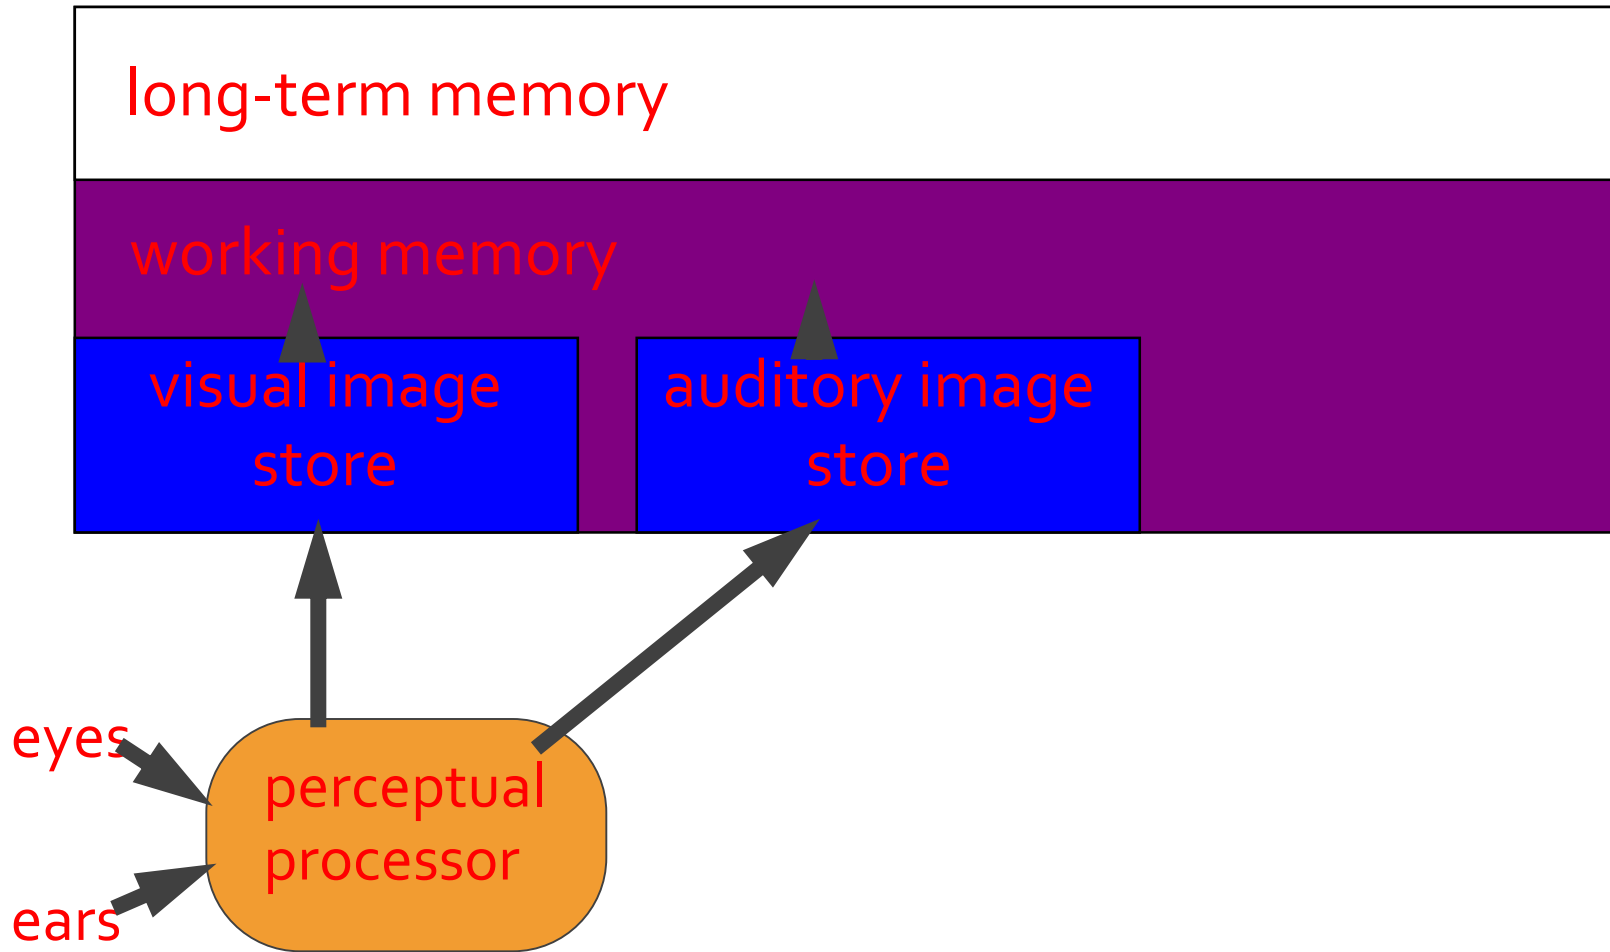 long-term memory
working memory
visual image
store
auditory image
store
eyes
perceptual
processor
ears